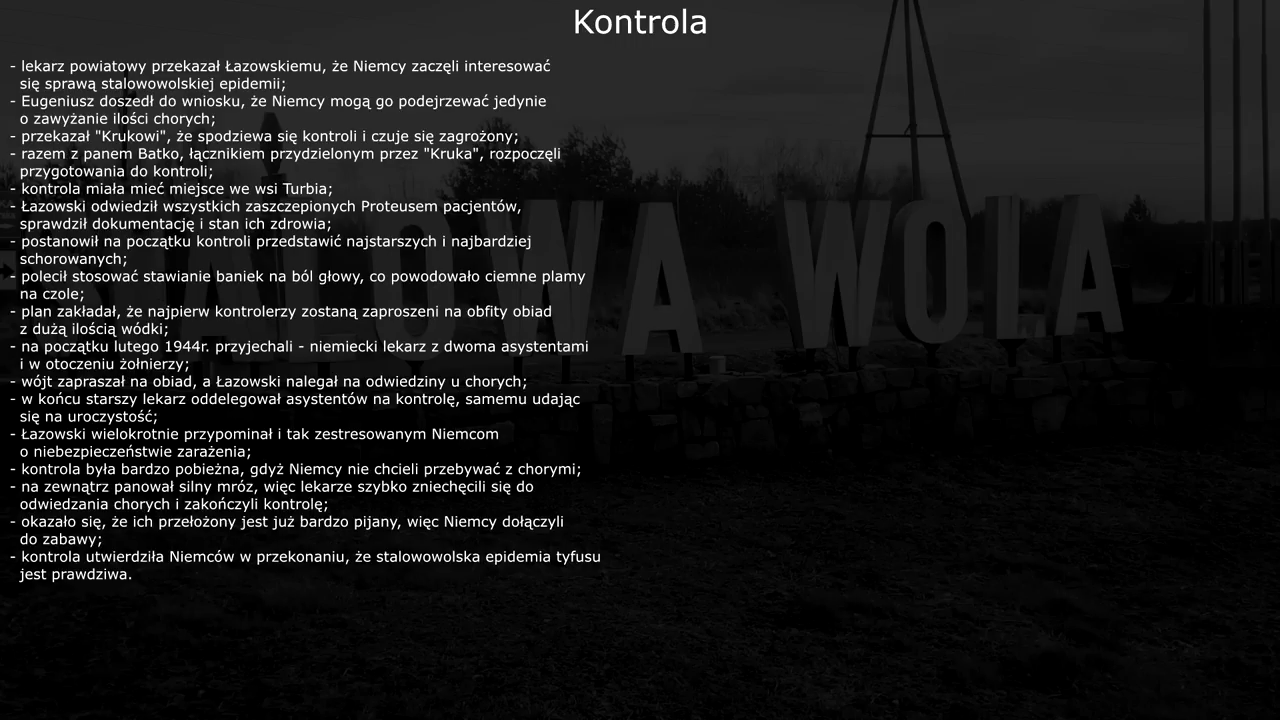 Kontrola
- lekarz powiatowy przekazał Łazowskiemu, że Niemcy zaczęli interesować
się sprawą stalowowolskiej epidemii;
- Eugeniusz doszedł do wniosku, że Niemcy mogą go podejrzewać jedynie
o zawyżanie ilości chorych;
- przekazał "Krukowi", że spodziewa się kontroli i czuje się zagrożony;
- razem z panem Batko, łącznikiem przydzielonym przez "Kruka", rozpoczęli
przygotowania do kontroli;
- kontrola miała mieć miejsce we wsi Turbia;
- Łazowski odwiedził wszystkich zaszczepionych Proteusem pacjentów,
sprawdził dokumentację i stan ich zdrowia;
- postanowił na początku kontroli przedstawić najstarszych i najbardziej
schorowanych;
- polecił stosować stawianie baniek na ból głowy, co powodowało ciemne plamy
na czole;
- plan zakładał, że najpierw kontrolerzy zostaną zaproszeni na obfity obiad
z dużą ilością wódki;
- na początku lutego 1944r. przyjechali - niemiecki lekarz z dwoma asystentami
i w otoczeniu żołnierzy;
- wójt zapraszał na obiad, a Łazowski nalegał na odwiedziny u chorych;
- w końcu starszy lekarz oddelegował asystentów na kontrolę, samemu udając
się na uroczystość;
- Łazowski wielokrotnie przypominał i tak zestresowanym Niemcom
o niebezpieczeństwie zarażenia;
- kontrola była bardzo pobieżna, gdyż Niemcy nie chcieli przebywać z chorymi;
- na zewnątrz panował silny mróz, więc lekarze szybko zniechęcili się do
odwiedzania chorych i zakończyli kontrolę;
- okazało się, że ich przełożony jest już bardzo pijany, więc Niemcy dołączyli
do zabawy;
- kontrola utwierdziła Niemców w przekonaniu, że stalowowolska epidemia tyfusu
jest prawdziwa.
STALOWA WOLA